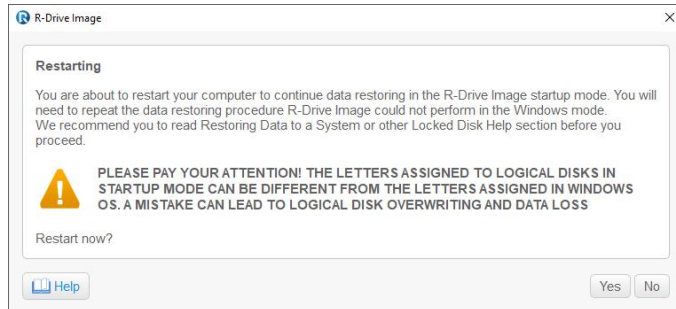 R-Drive Image
Restarting
You are about to restart your computer to continue data restoring in the R-Drive Image startup mode. You will
need to repeat the data restoring procedure R-Drive Image could not perform in the Windows mode.
We recommend you to read Restoring Data to a System or other Locked Disk Help section before you
proceed.
PLEASE PAY YOUR ATTENTION! THE LETTERS ASSIGNED TO LOGICAL DISKS IN
STARTUP MODE CAN BE DIFFERENT FROM THE LETTERS ASSIGNED IN WINDOWS
OS. A MISTAKE CAN LEAD TO LOGICAL DISK OVERWRITING AND DATA LOSS
Restart now?
Help
Yes No